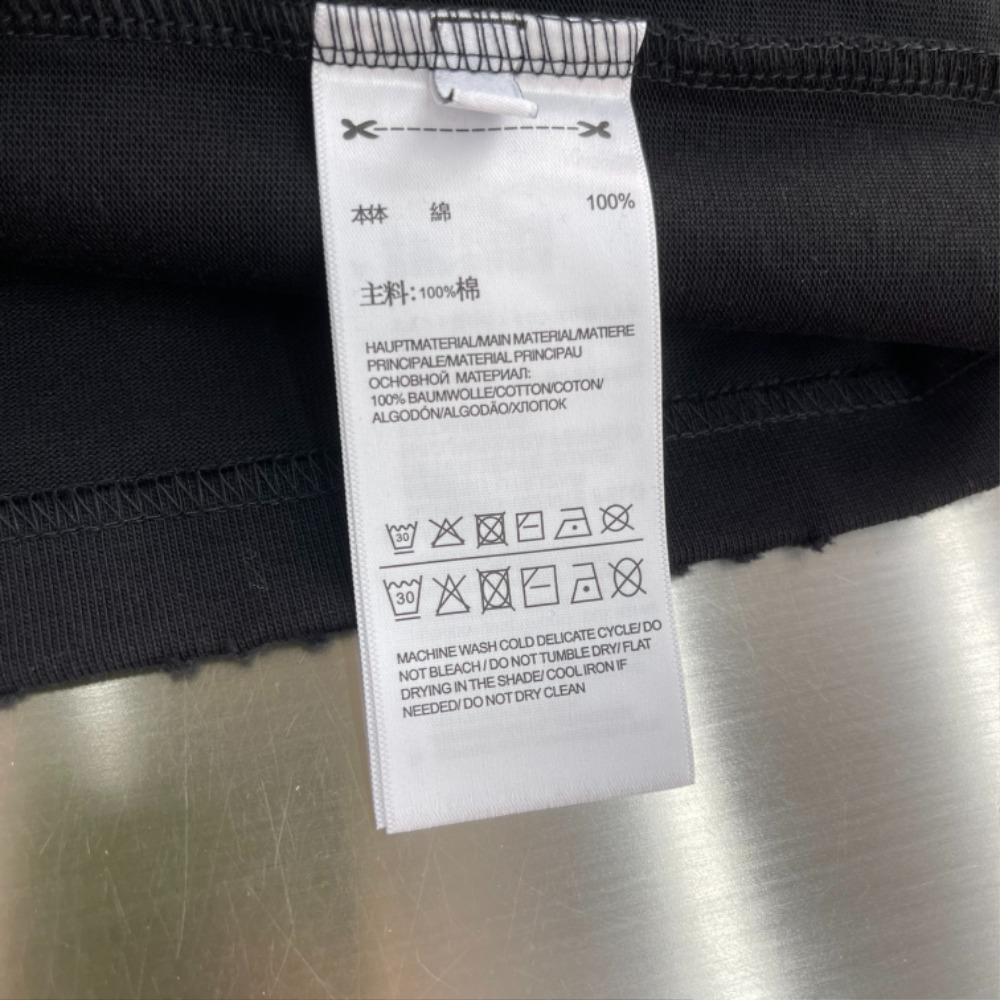 本体 綿 100%
主料:100%棉
HAUPTMATERIAL/MAIN MATERIAL/MATIERE
PRINCIPALE/MATERIAL PRINCIPAU
ОСНОВНОЙ МАТЕРИАЛ:
100% BAUMWOLLE/COTTON/COTON/
ALGODÓN/ALGODÃO/ХЛОПОК
30
30
MACHINE WASH COLD DELICATE CYCLE/ DO
NOT BLEACH / DO NOT TUMBLE DRY/ FLAT
DRYING IN THE SHADE/ COOL IRON IF
NEEDED/ DO NOT DRY CLEAN